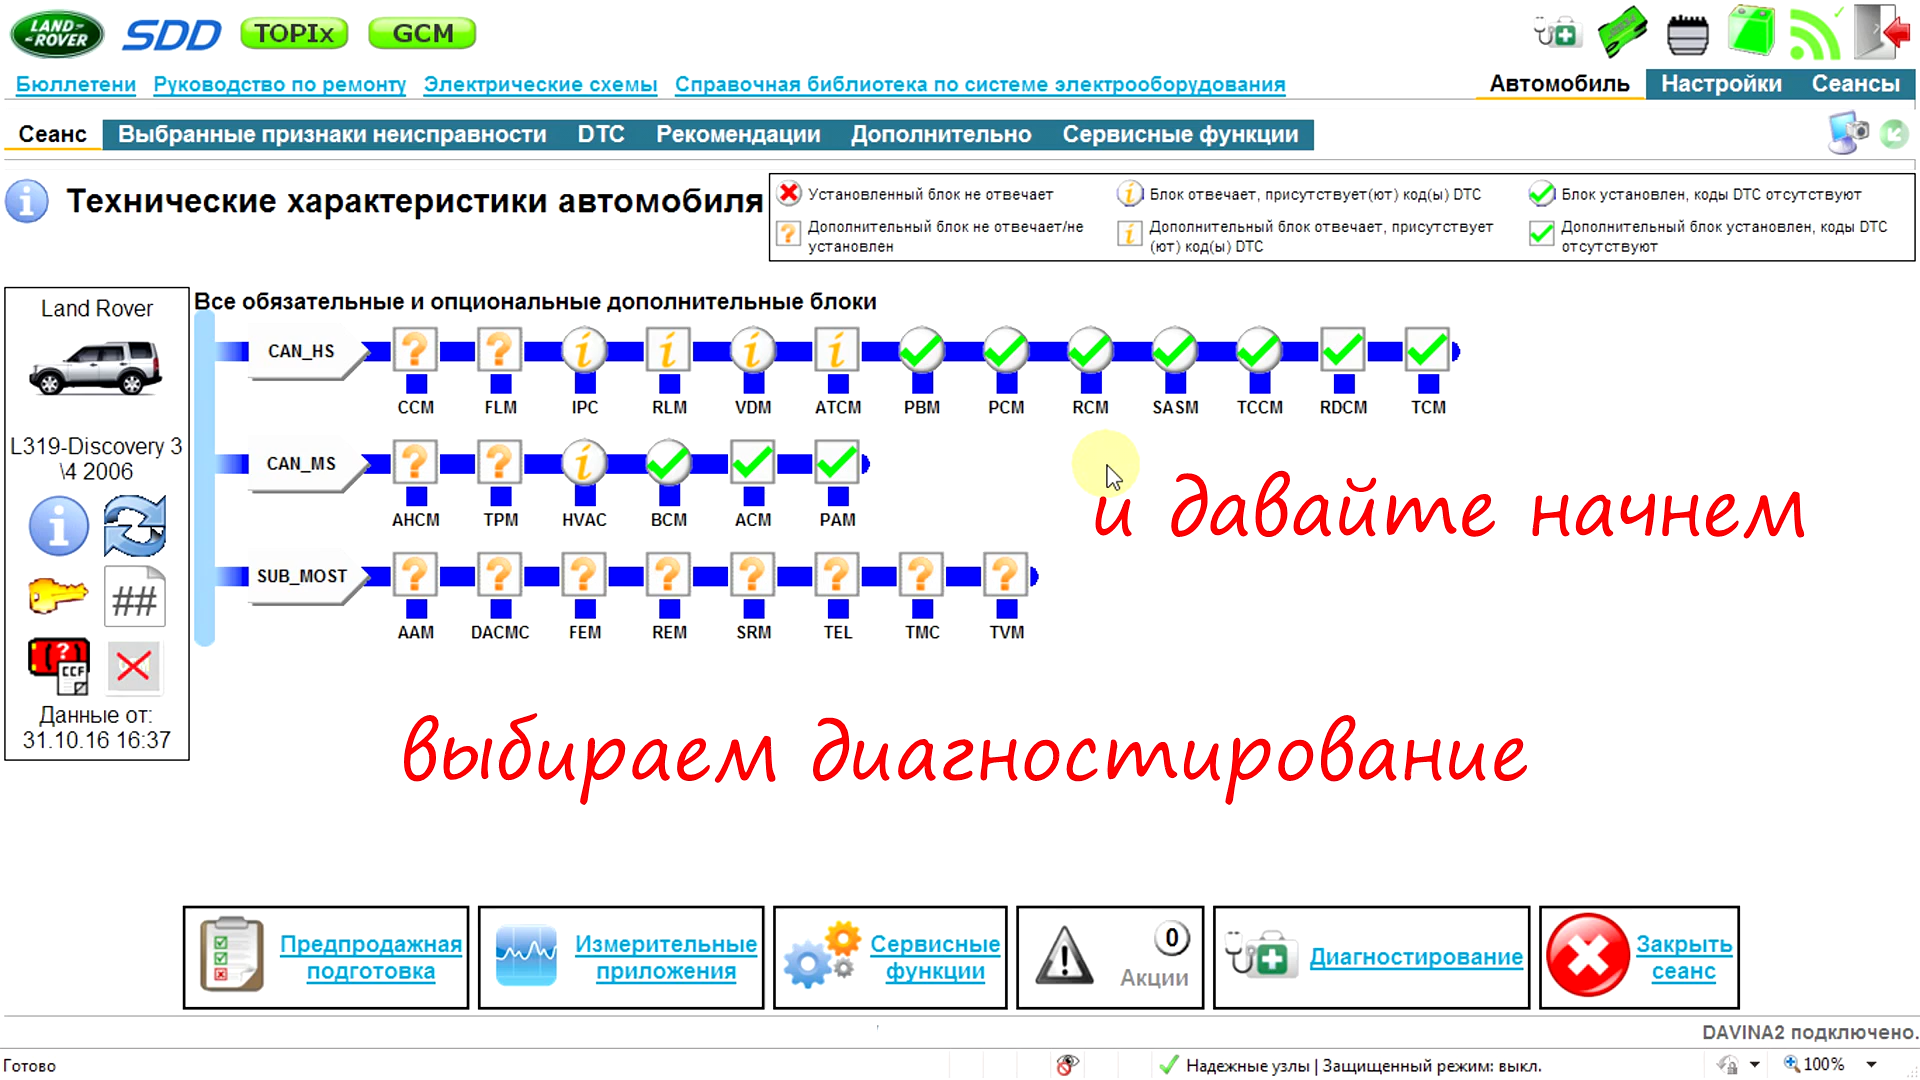 LAND-
-ROVER
SDD
TOPIx
GCM
Бюллетени Руководство по ремонту Электрические схемы Справочная библиотека по системе электрооборудования
Автомобиль Настройки Сеансы
Сеанс Выбранные признаки неисправности DTC Рекомендации Дополнительно Сервисные функции
Технические характеристики автомобиля
Установленный блок не отвечает
Блок отвечает, присутствует(ют) код(ы) DTC
Блок установлен, коды DTC отсутствуют
Дополнительный блок не отвечает/не
установлен
Дополнительный блок отвечает, присутствует
(ют) код(ы) DTC
Дополнительный блок установлен, коды DTC
отсутствуют
Land Rover
L319-Discovery 3
\4 2006
##
CCF
Данные от:
31.10.16 16:37
Все обязательные и опциональные дополнительные блоки
CAN_HS
CCM FLM IPC RLM VDM ATCM PBM PCM RCM SASM TCCM RDCM TCM
CAN_MS
AHCM TPM HVAC BCM ACM PAM
SUB_MOST
AAM DACMC FEM REM SRM TEL TMC TVM
и давайте начнем
выбираем диагностирование
Предпродажная
подготовка
Измерительные
приложения
Сервисные
функции
0
Акции
Диагностирование
Закрыть
сеанс
DAVINA2 подключено.
Готово
Надежные узлы | Защищенный режим: выкл.
100%